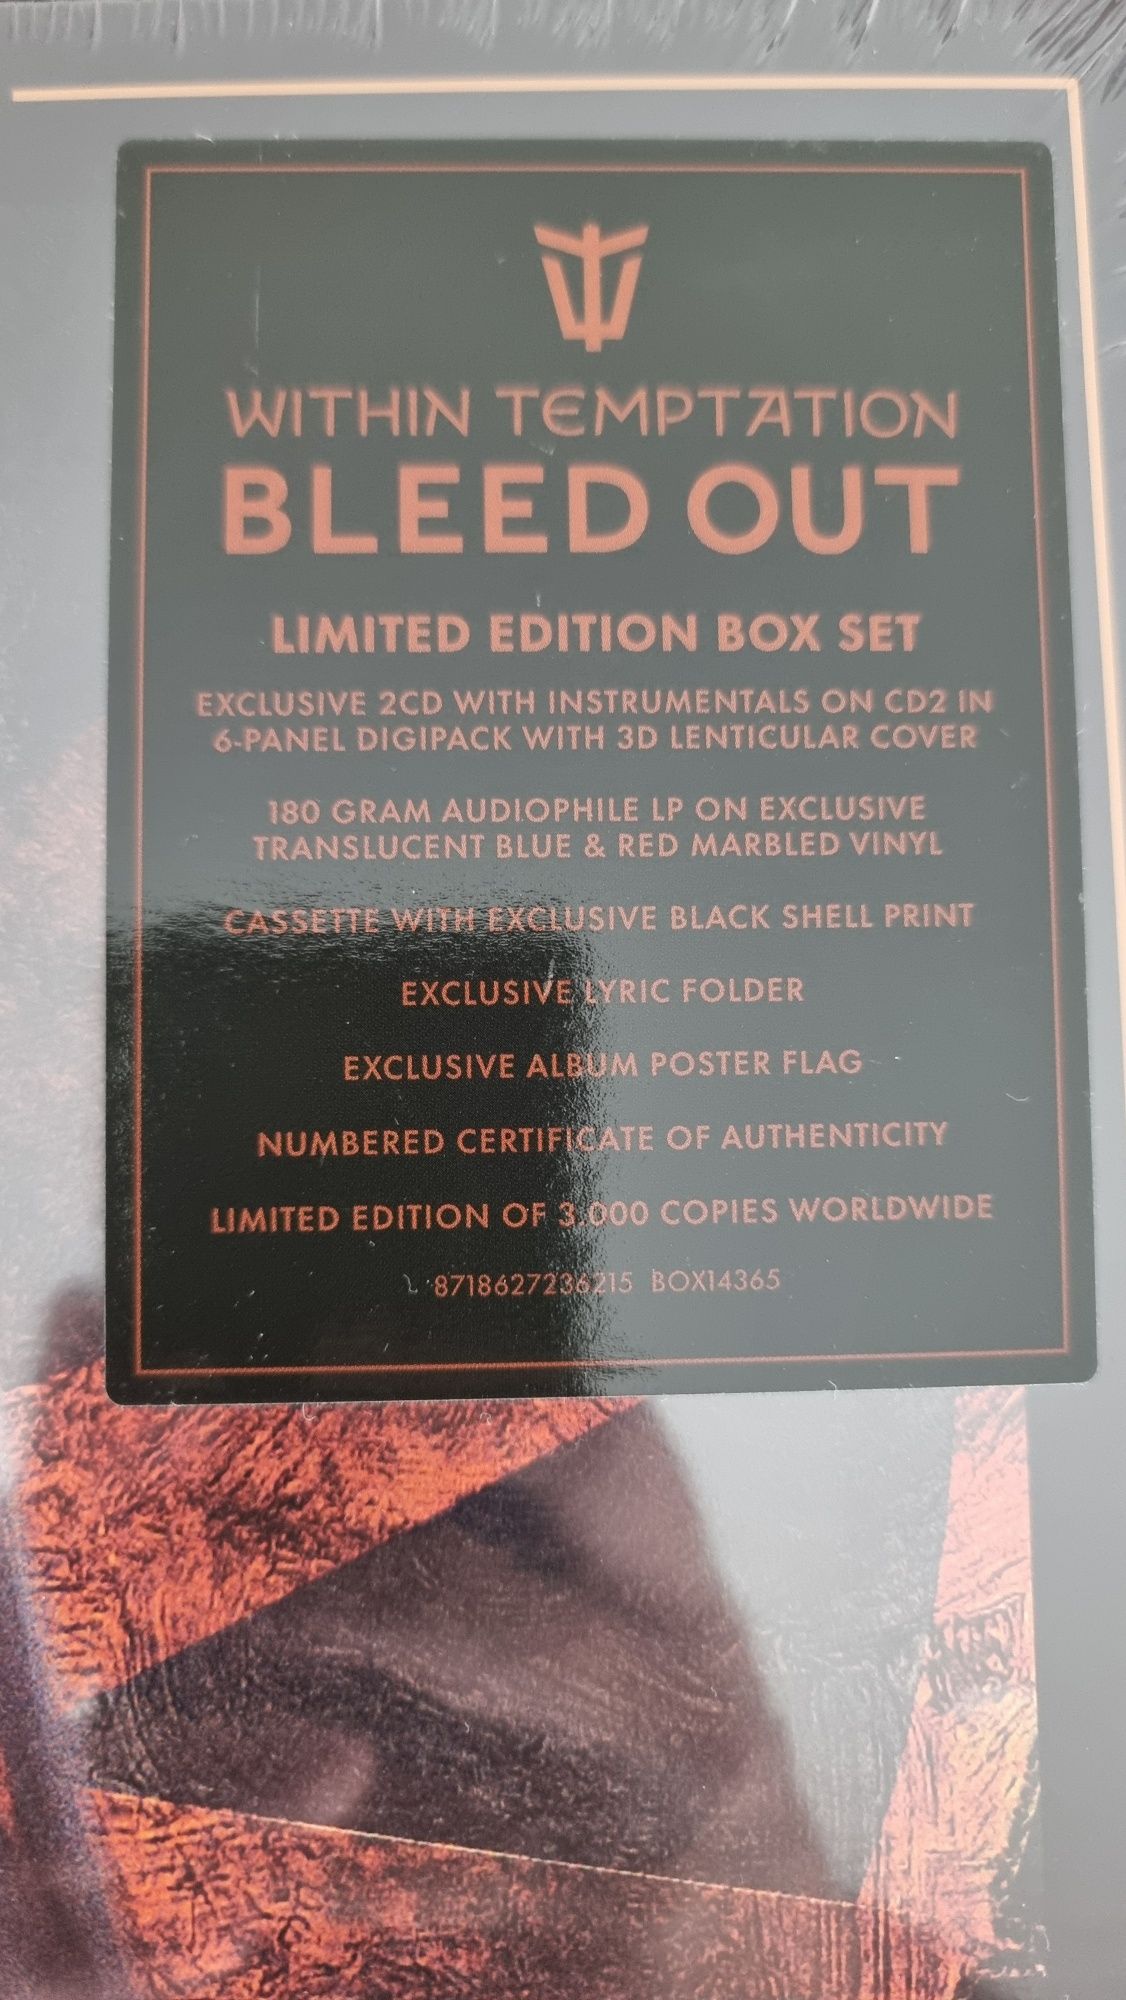 WITHIN TEMPTATION
BLEED OUT
LIMITED EDITION BOX SET
EXCLUSIVE 2CD WITH INSTRUMENTALS ON CD2 IN
6-PANEL DIGIPACK WITH 3D LENTICULAR COVER
180 GRAM AUDIOPHILE LP ON EXCLUSIVE
TRANSLUCENT BLUE & RED MARBLED VINYL
CASSETTE WITH EXCLUSIVE BLACK SHELL PRINT
EXCLUSIVE LYRIC FOLDER
EXCLUSIVE ALBUM POSTER FLAG
NUMBERED CERTIFICATE OF AUTHENTICITY
LIMITED EDITION OF 3.000 COPIES WORLDWIDE
8718627236215 BOX14365